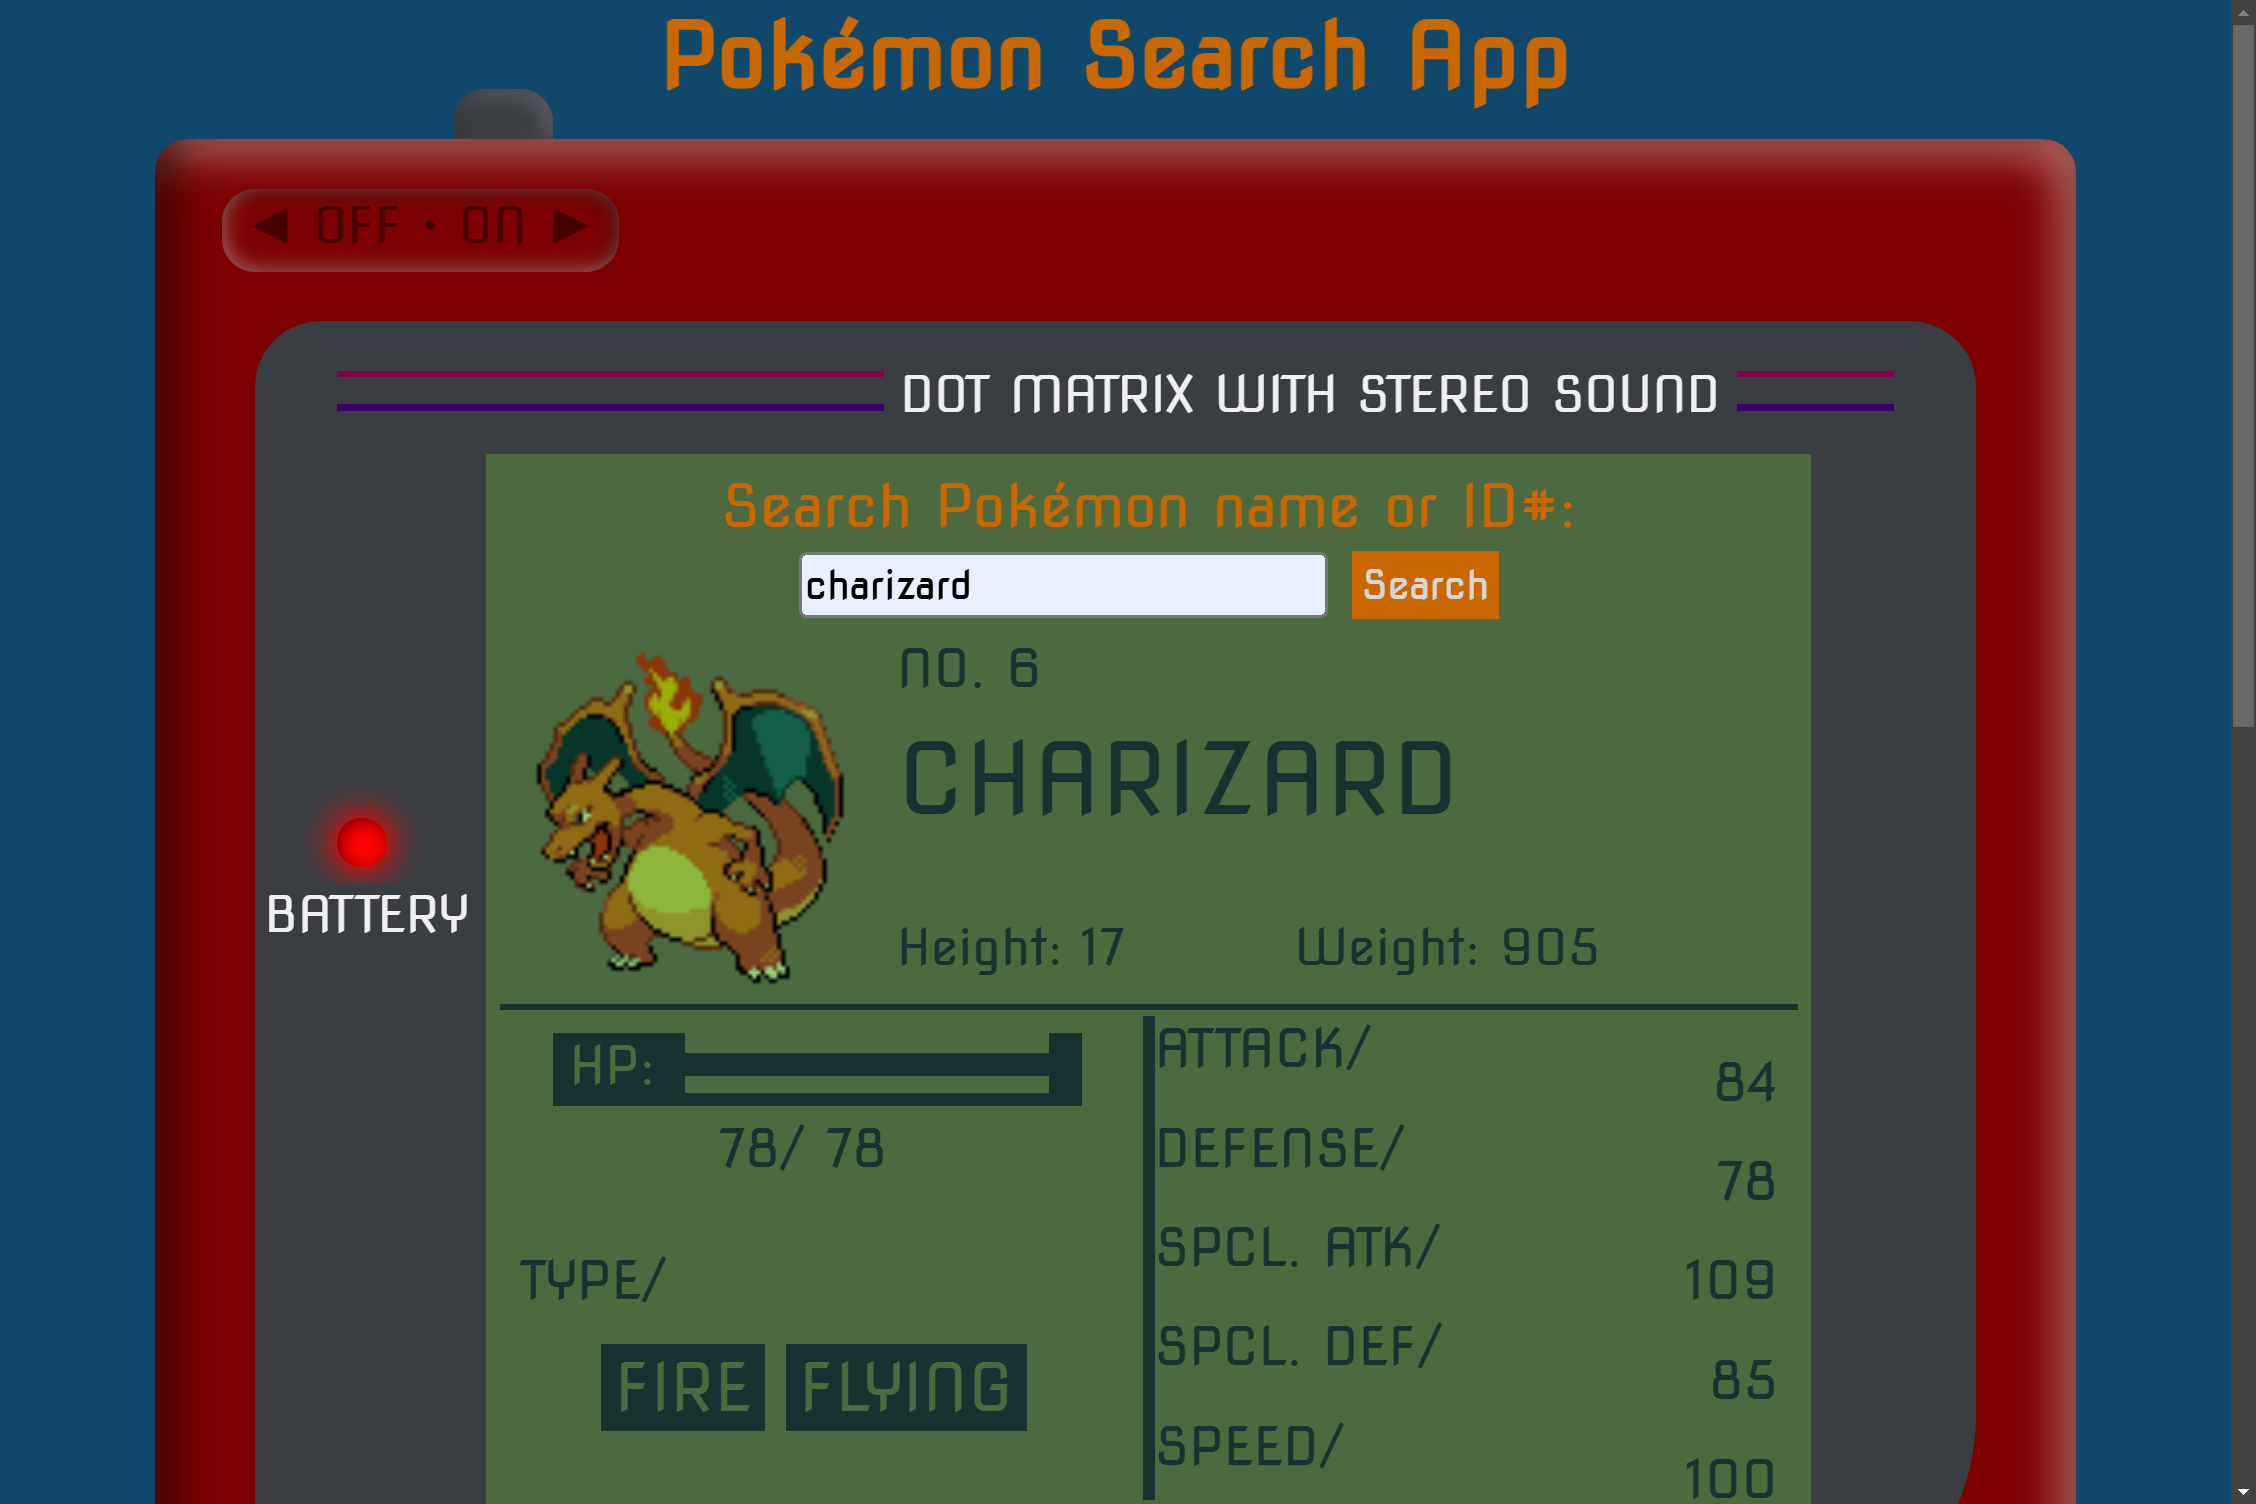 Pokémon Search App
◀ OFF • ON ▶
DOT MATRIX WITH STEREO SOUND
Search Pokémon name or ID#:
charizard
Search
NO. 6
CHARIZARD
BATTERY
Height: 17
Weight: 905
HP:
78/ 78
TYPE/
FIRE
FLYING
ATTACK/
84
DEFENSE/
78
SPCL. ATK/
109
SPCL. DEF/
85
SPEED/
100